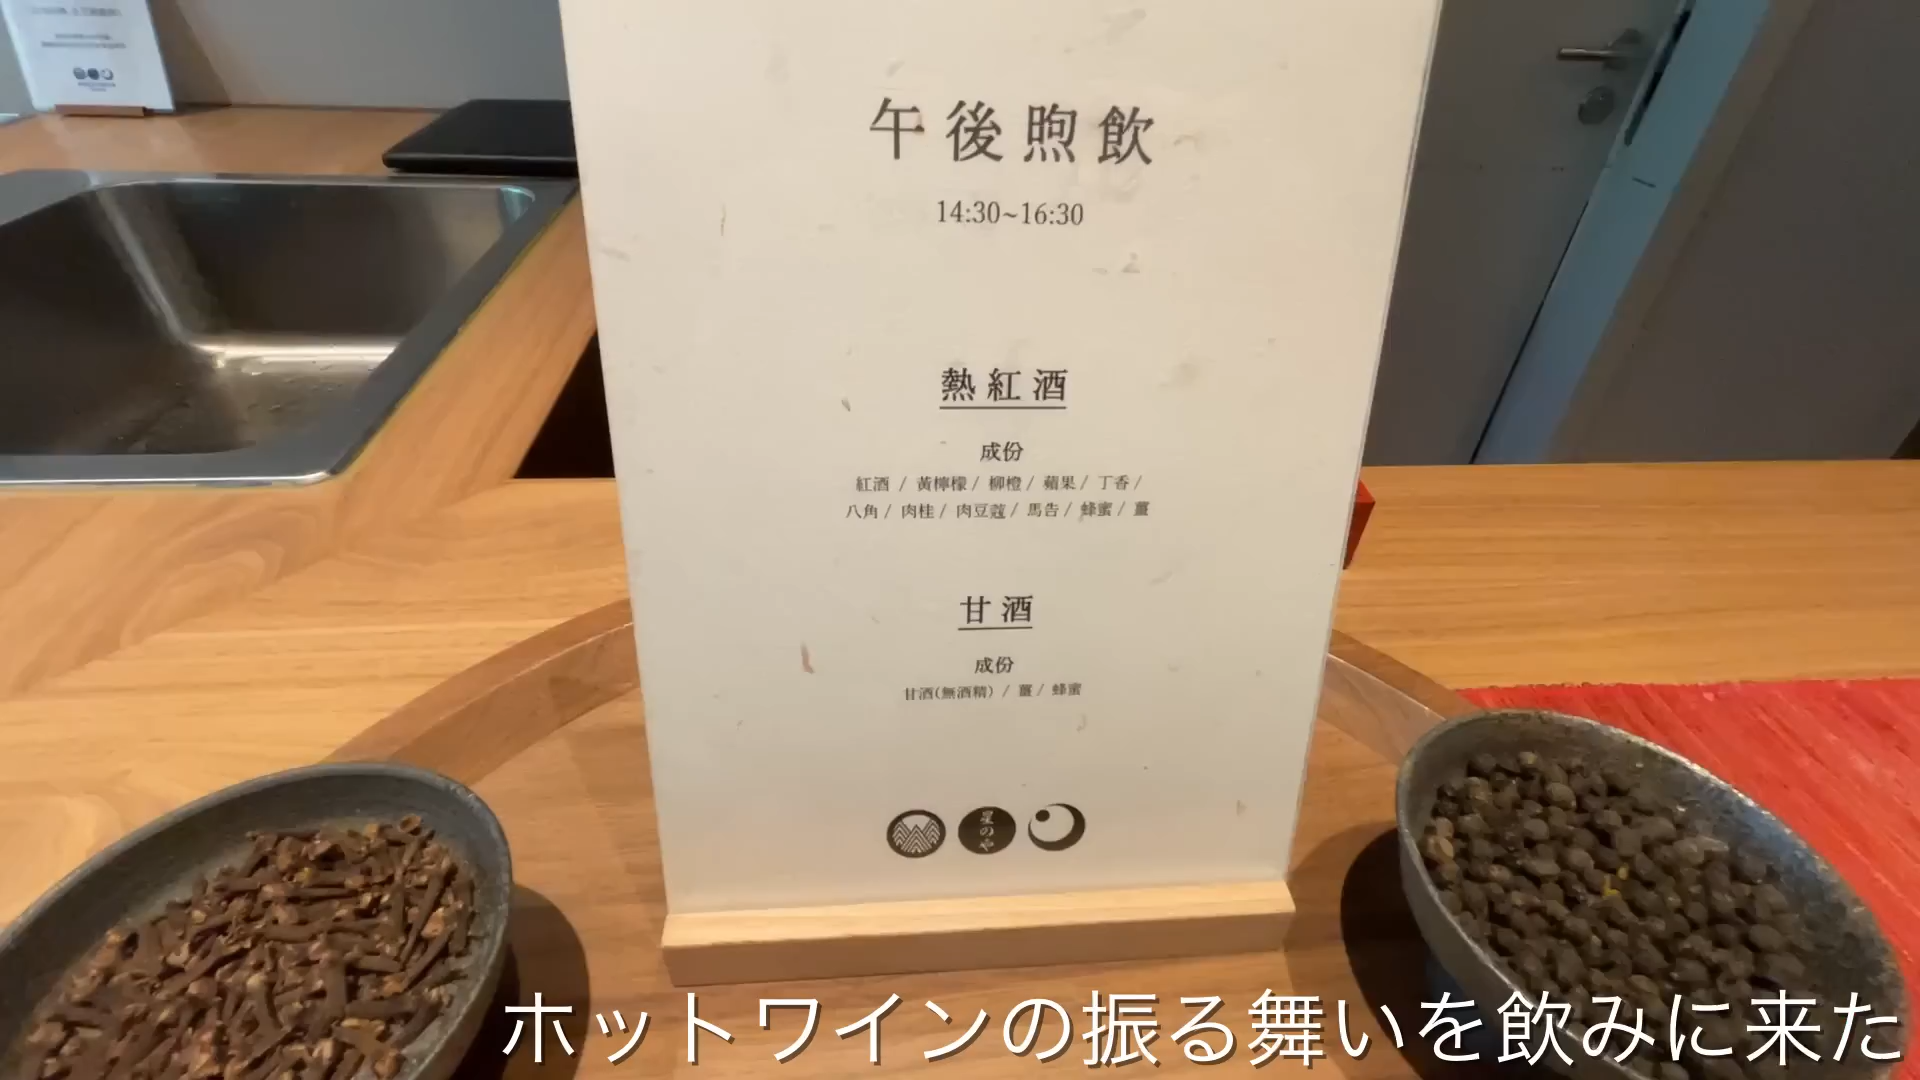 午後煦飲
14:30~16:30
熱紅酒
成份
紅酒 / 黃檸檬 / 柳橙 / 蘋果 / 丁香 /
八角 / 肉桂 / 肉豆蔻 / 馬告 / 蜂蜜 / 薑
甘酒
成份
甘酒(無酒精) / 薑 / 蜂蜜
星のや
ホットワインの振る舞いを飲みに来た